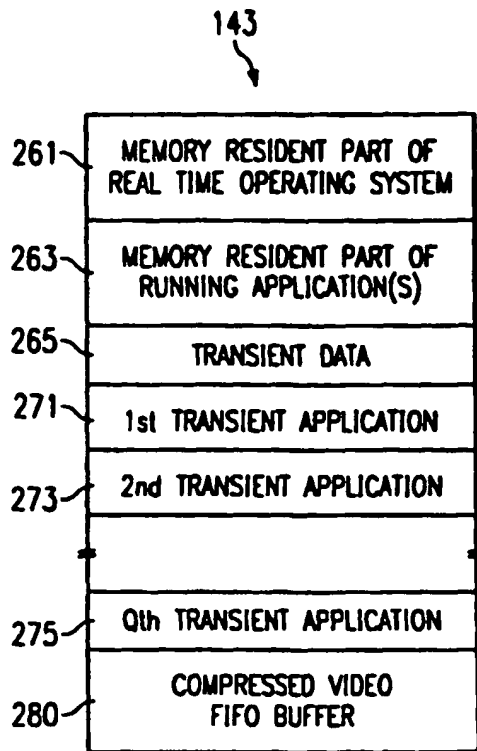 143
261
MEMORY RESIDENT PART OF
REAL TIME OPERATING SYSTEM
263
MEMORY RESIDENT PART OF
RUNNING APPLICATION(S)
265
TRANSIENT DATA
271
1st TRANSIENT APPLICATION
273
2nd TRANSIENT APPLICATION
275
Qth TRANSIENT APPLICATION
280
COMPRESSED VIDEO
FIFO BUFFER